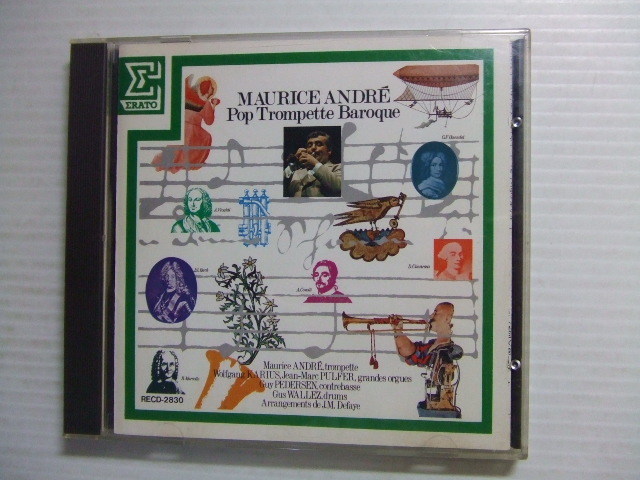 ERATO
MAURICE ANDRÉ
Pop Trompette Baroque
Maurice ANDRÉ, trompette
Wolfgang KARIUS, Jean-Marc PULFER, grandes orgues
Guy PEDERSEN, contrebasse
Gus WALLEZ, drums
Arrangements de J.M. Defaye
RECD-2830